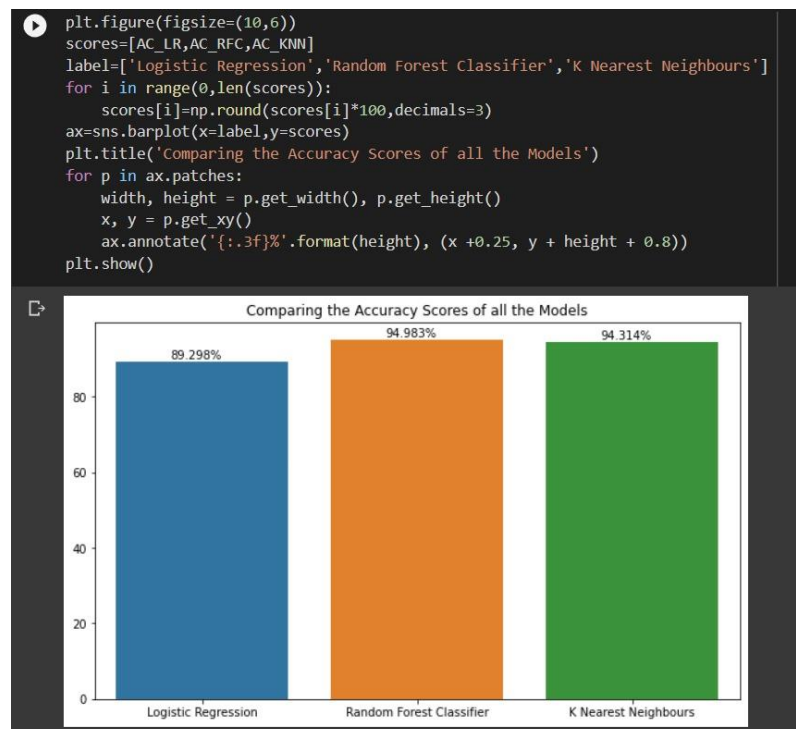 plt.figure(figsize=(10,6))
scores=[AC_LR,AC_RFC,AC_KNN]
label=['Logistic Regression','Random Forest Classifier','K Nearest Neighbours']
for i in range(0,len(scores)):
    scores[i]=np.round(scores[i]*100,decimals=3)
ax=sns.barplot(x=label,y=scores)
plt.title('Comparing the Accuracy Scores of all the Models')
for p in ax.patches:
    width, height = p.get_width(), p.get_height()
    x, y = p.get_xy()
    ax.annotate('{:.3f}%'.format(height), (x +0.25, y + height + 0.8))
plt.show()
Comparing the Accuracy Scores of all the Models
89.298%
94.983%
94.314%
80
60
40
20
0
Logistic Regression
Random Forest Classifier
K Nearest Neighbours